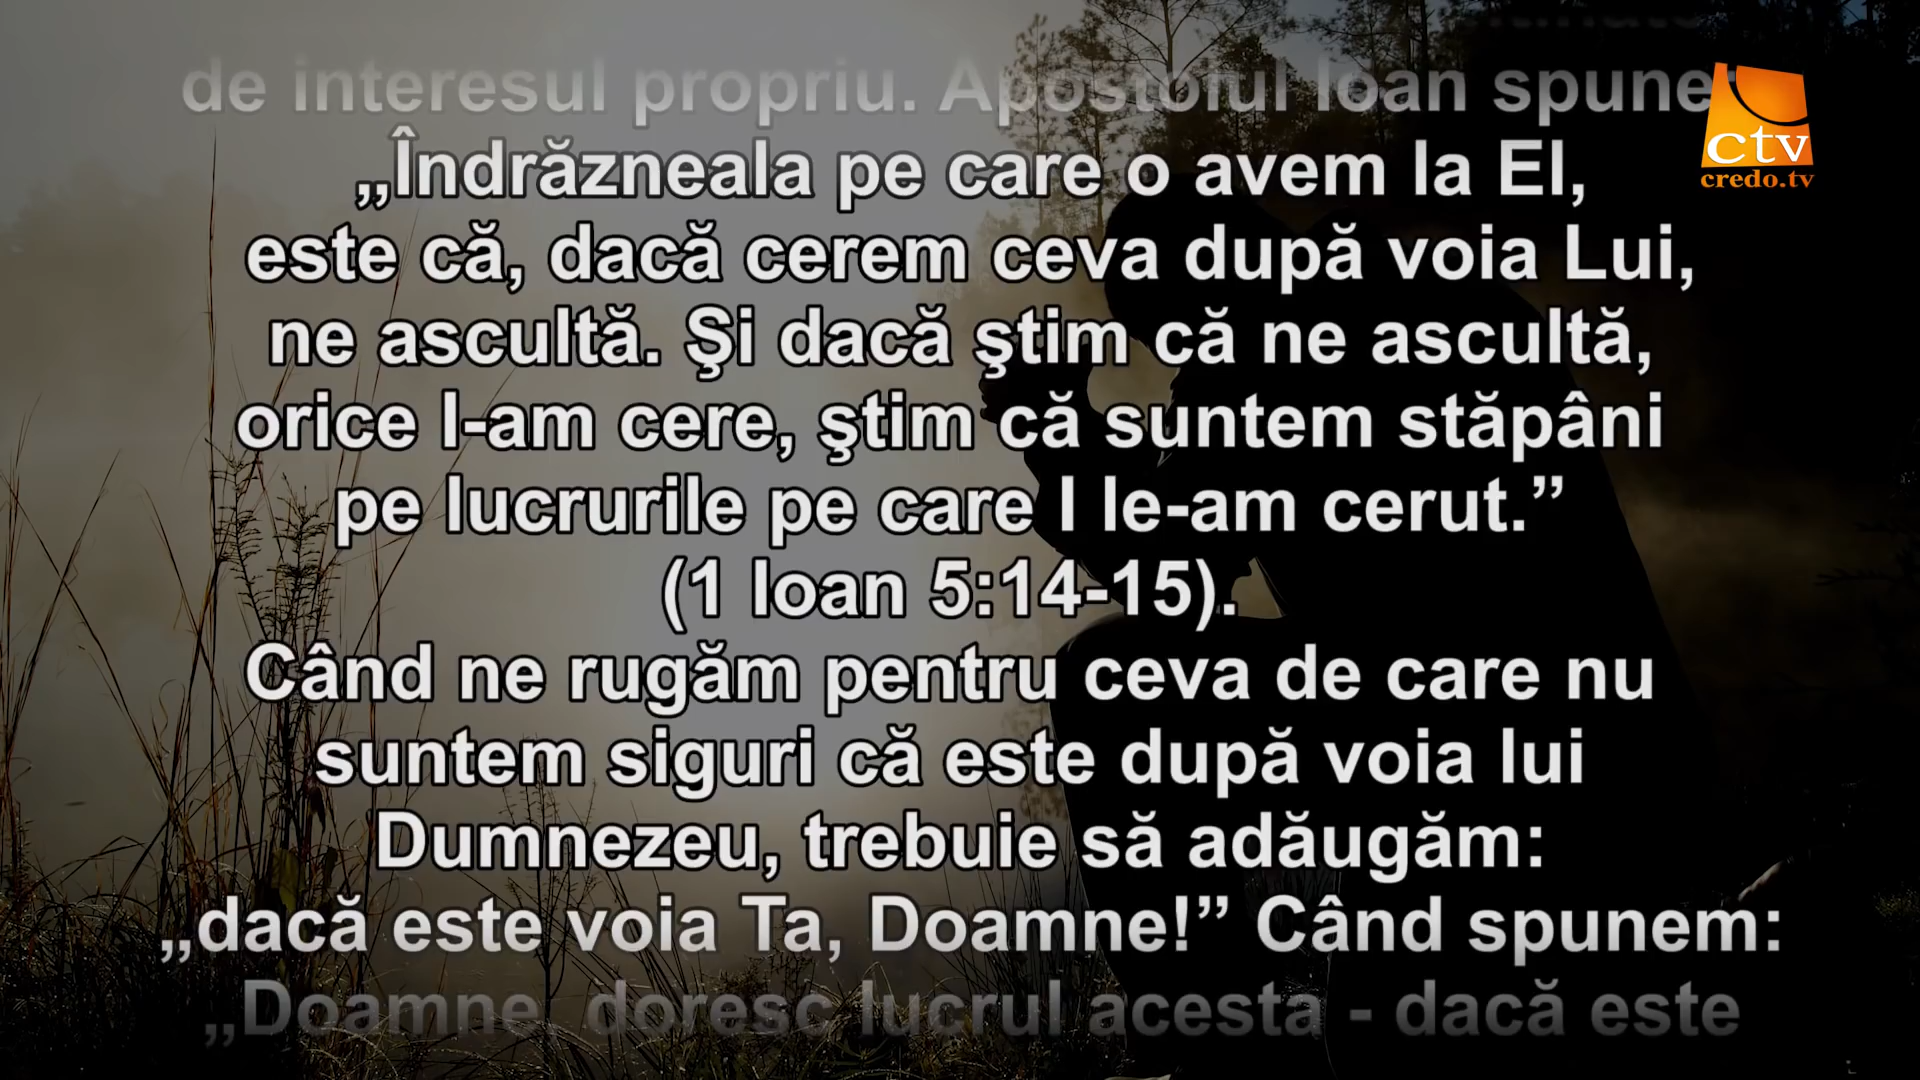 de interesul propriu. Apostolul Ioan spune
„Îndrăzneala pe care o avem la El,
este că, dacă cerem ceva după voia Lui,
ne ascultă. Şi dacă ştim că ne ascultă,
orice I-am cere, ştim că suntem stăpâni
pe lucrurile pe care I le-am cerut.”
(1 Ioan 5:14-15).
Când ne rugăm pentru ceva de care nu
suntem siguri că este după voia lui
Dumnezeu, trebuie să adăugăm:
„dacă este voia Ta, Doamne!” Când spunem:
„Doamne, doresc lucrul acesta - dacă este
ctv
credo.tv